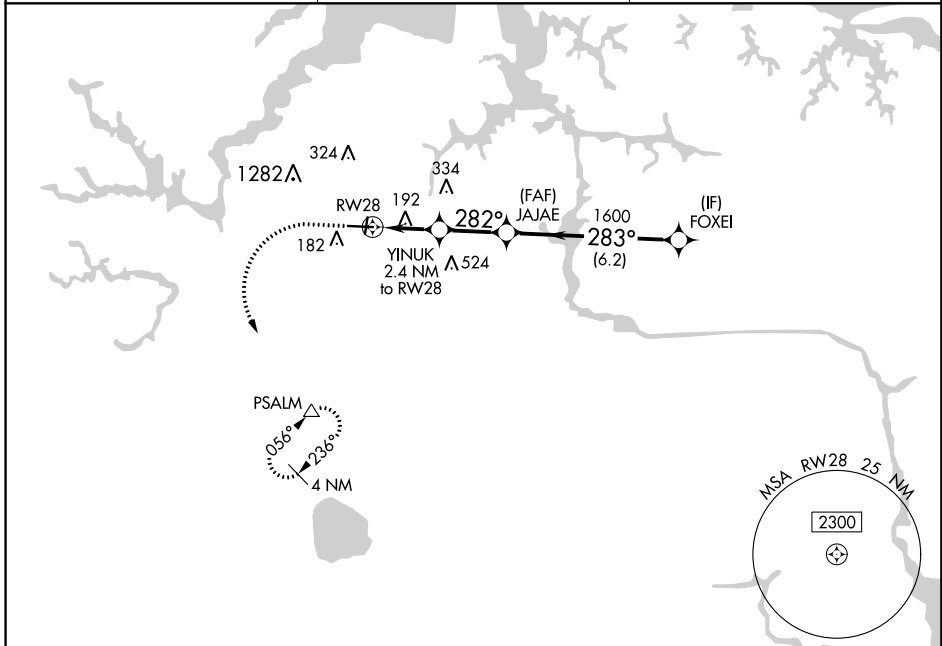 324
1282
334
192
RW28
182
YINUK
2.4 NM
to RW28
524
282°
(FAF)
JAJAE
1600
283°
(6.2)
(IF)
FOXEI
PSALM
056°
236°
4 NM
MSA RW28 25 NM
2300